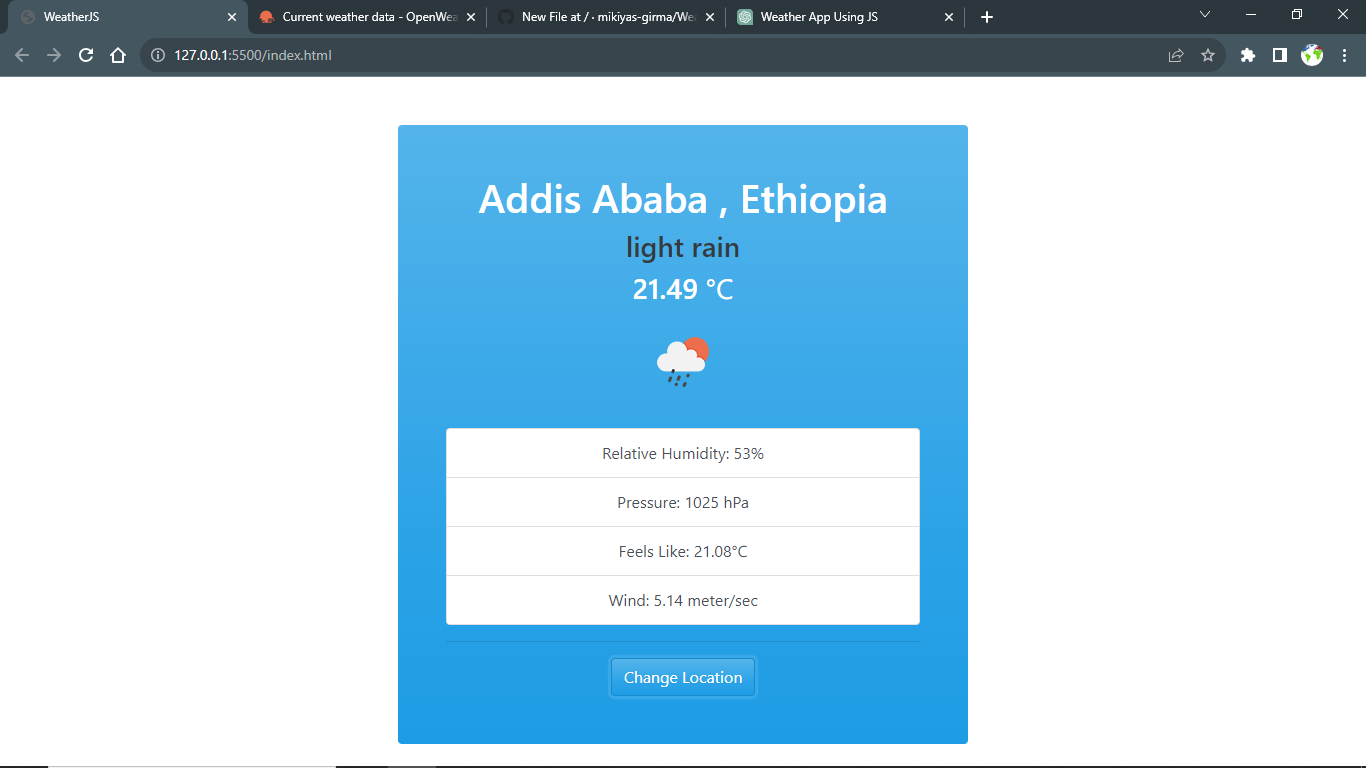 WeatherJS
Current weather data - OpenWea
New File at / · mikiyas-girma/Wea
Weather App Using JS
127.0.0.1:5500/index.html
Addis Ababa , Ethiopia
light rain
21.49 °C
Relative Humidity: 53%
Pressure: 1025 hPa
Feels Like: 21.08°C
Wind: 5.14 meter/sec
Change Location